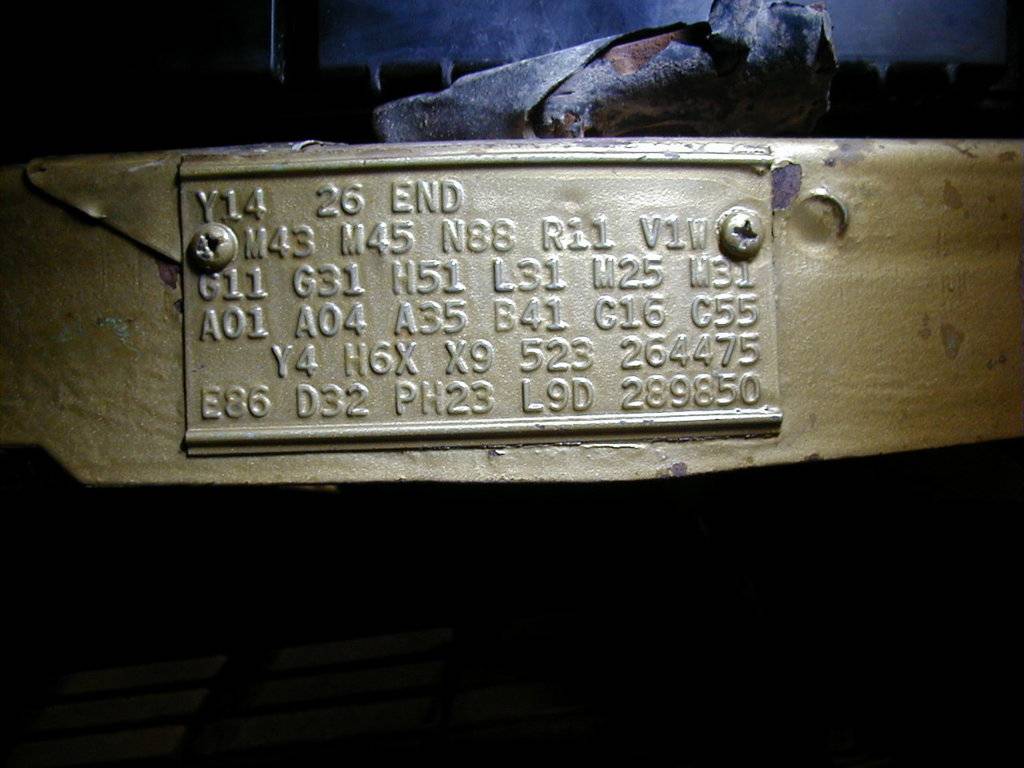 Y14 26 END
M43 M45 N88 R11 V1W
G11 G31 H51 L31 M25 M31
A01 A04 A35 B41 C16 C55
Y4 H6X X9 523 264475
E86 D32 PH23 L9D 289850